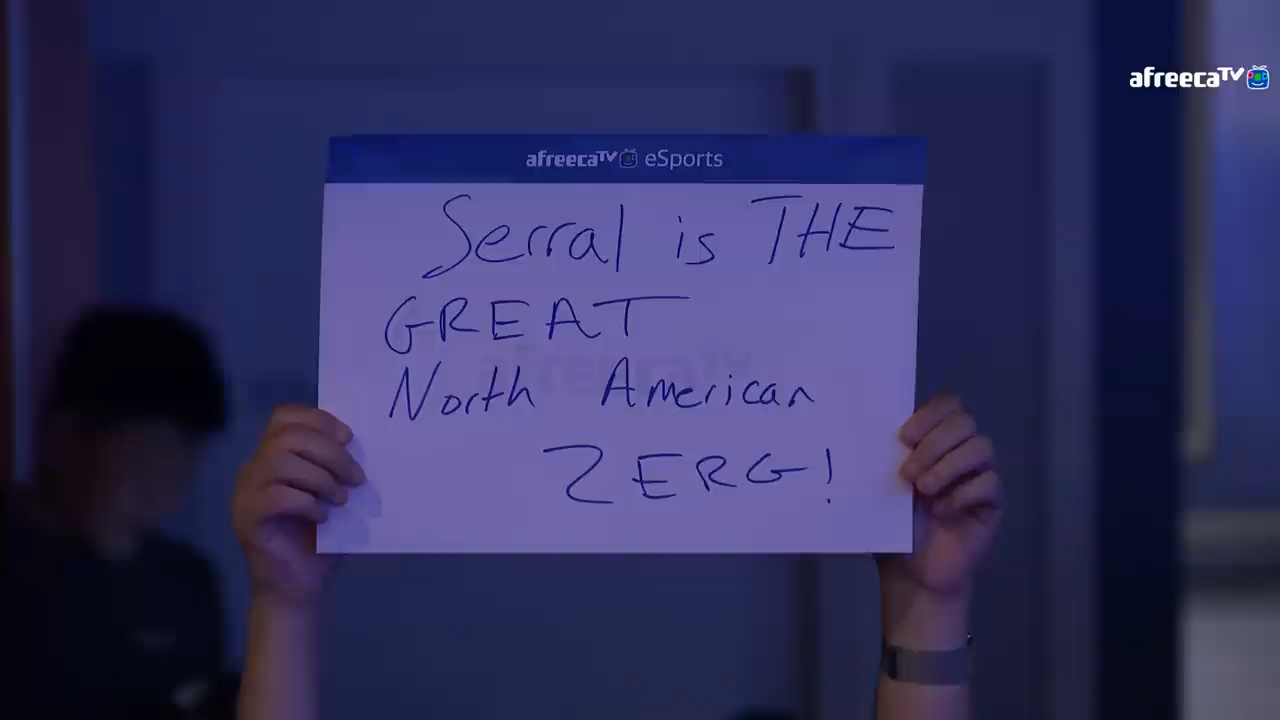 afreecaTV
afreecaTV eSports
Serral is THE
GREAT
North American
ZERG!